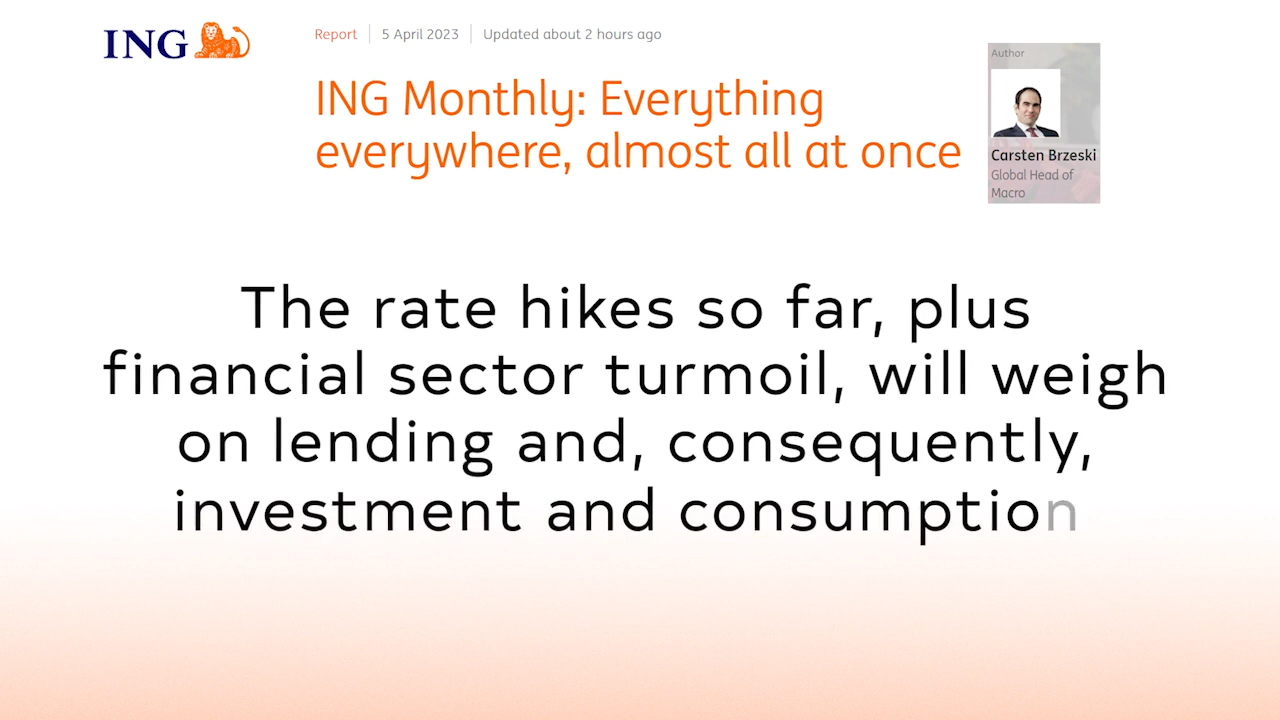 ING
Report | 5 April 2023 | Updated about 2 hours ago
ING Monthly: Everything
everywhere, almost all at once
Author
Carsten Brzeski
Global Head of
Macro
The rate hikes so far, plus
financial sector turmoil, will weigh
on lending and, consequently,
investment and consumption